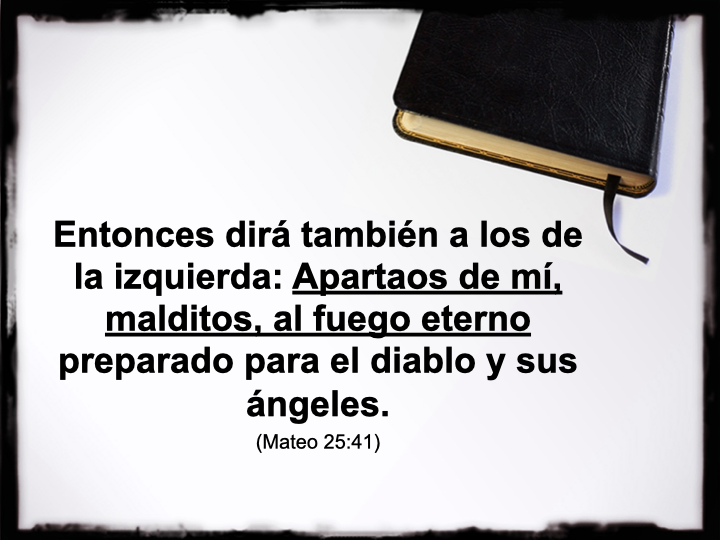 Entonces dirá también a los de
la izquierda: Apartaos de mí,
malditos, al fuego eterno
preparado para el diablo y sus
ángeles.
(Mateo 25:41)